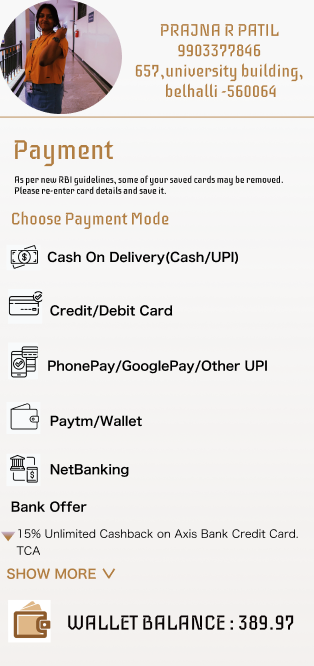 PRAJNA R PATIL
9903377846
657,university building,
belhalli -560064
Payment
As per new RBI guidelines, some of your saved cards may be removed.
Please re-enter card details and save it.
Choose Payment Mode
Cash On Delivery(Cash/UPI)
Credit/Debit Card
PhonePay/GooglePay/Other UPI
Paytm/Wallet
NetBanking
Bank Offer
15% Unlimited Cashback on Axis Bank Credit Card.
TCA
SHOW MORE
WALLET BALANCE : 389.97